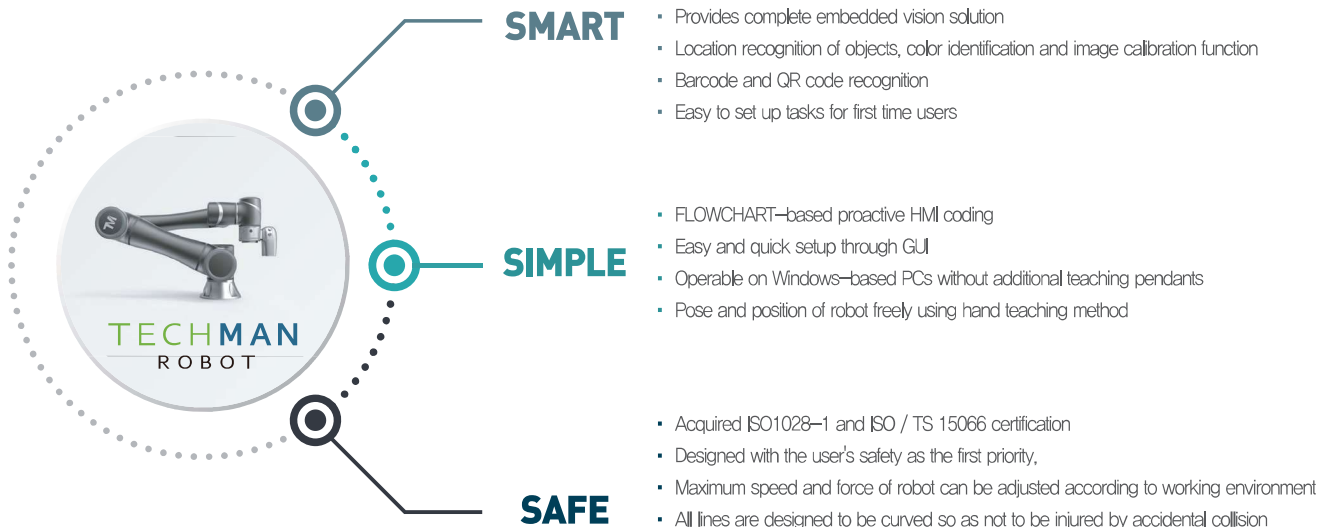 SMART
Provides complete embedded vision solution
Location recognition of objects, color identification and image calibration function
Barcode and QR code recognition
Easy to set up tasks for first time users
TM
TECHMAN
ROBOT
SIMPLE
FLOWCHART-based proactive HMI coding
Easy and quick setup through GUI
Operable on Windows-based PCs without additional teaching pendants
Pose and position of robot freely using hand teaching method
SAFE
Acquired ISO1028-1 and ISO / TS 15066 certification
Designed with the user's safety as the first priority,
Maximum speed and force of robot can be adjusted according to working environment
All lines are designed to be curved so as not to be injured by accidental collision